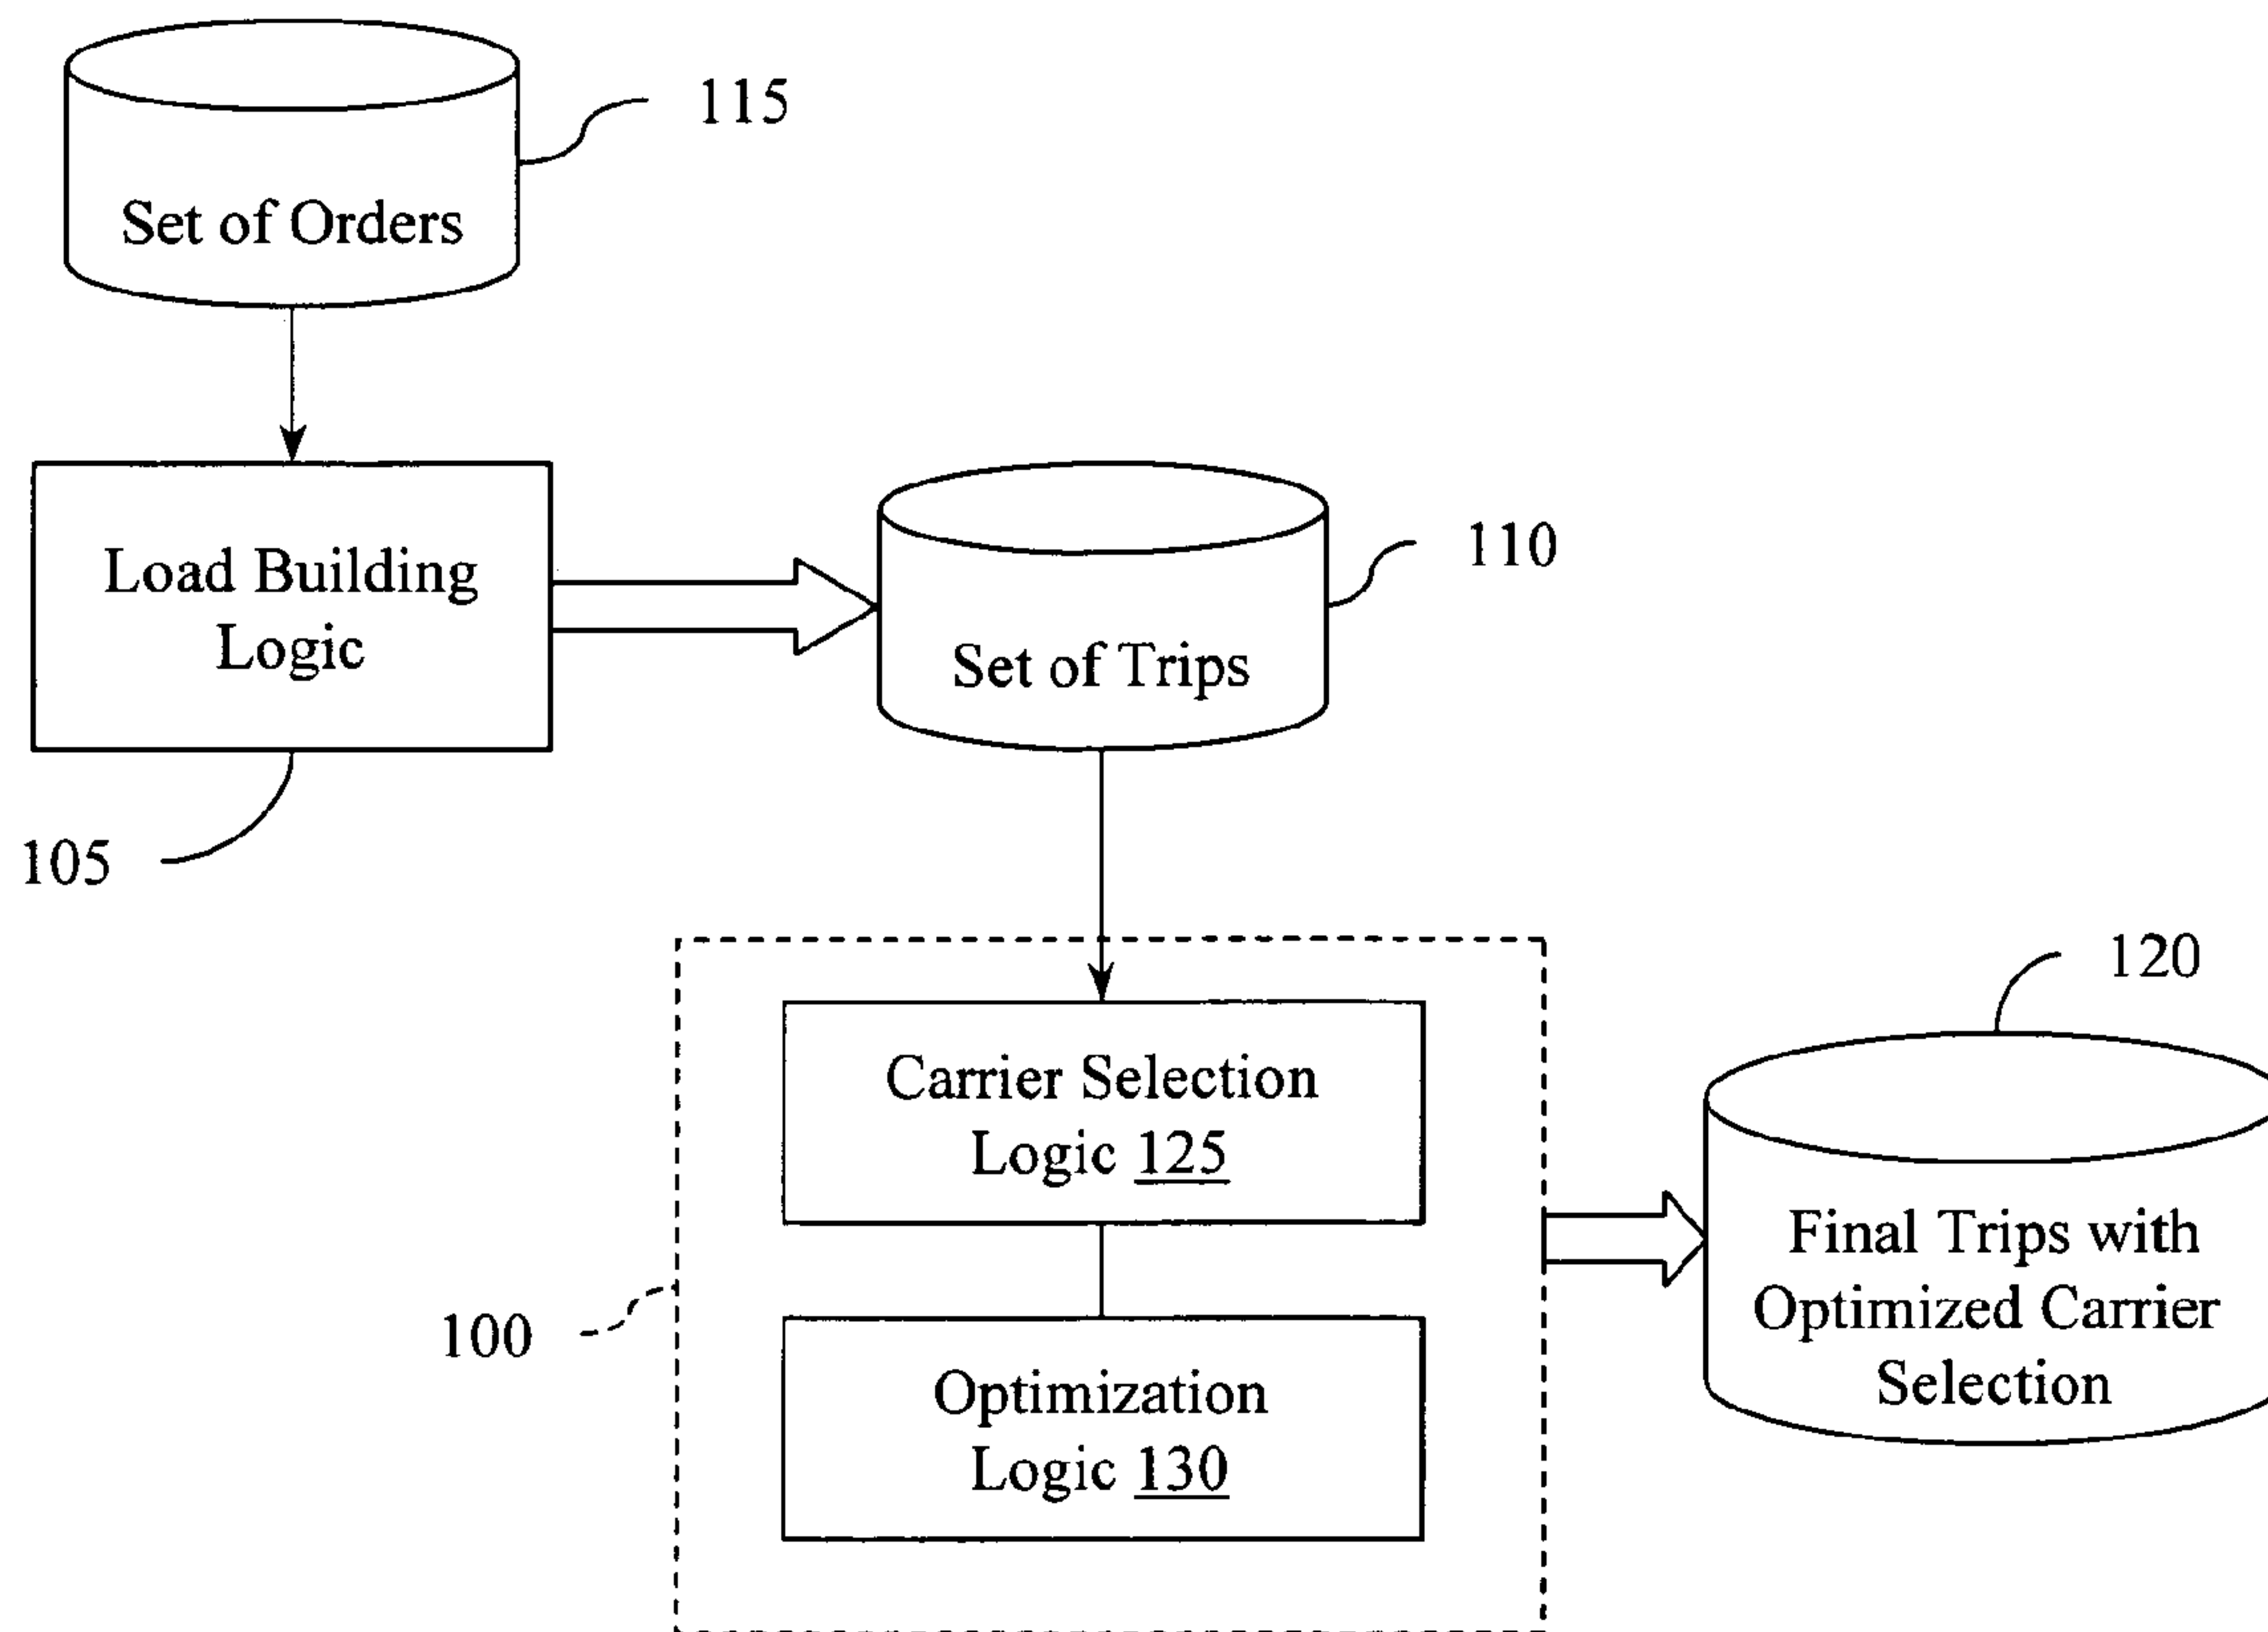 115
Set of Orders
Load Building
Logic
105
110
Set of Trips
100
Carrier Selection
Logic 125
Optimization
Logic 130
120
Final Trips with
Optimized Carrier
Selection